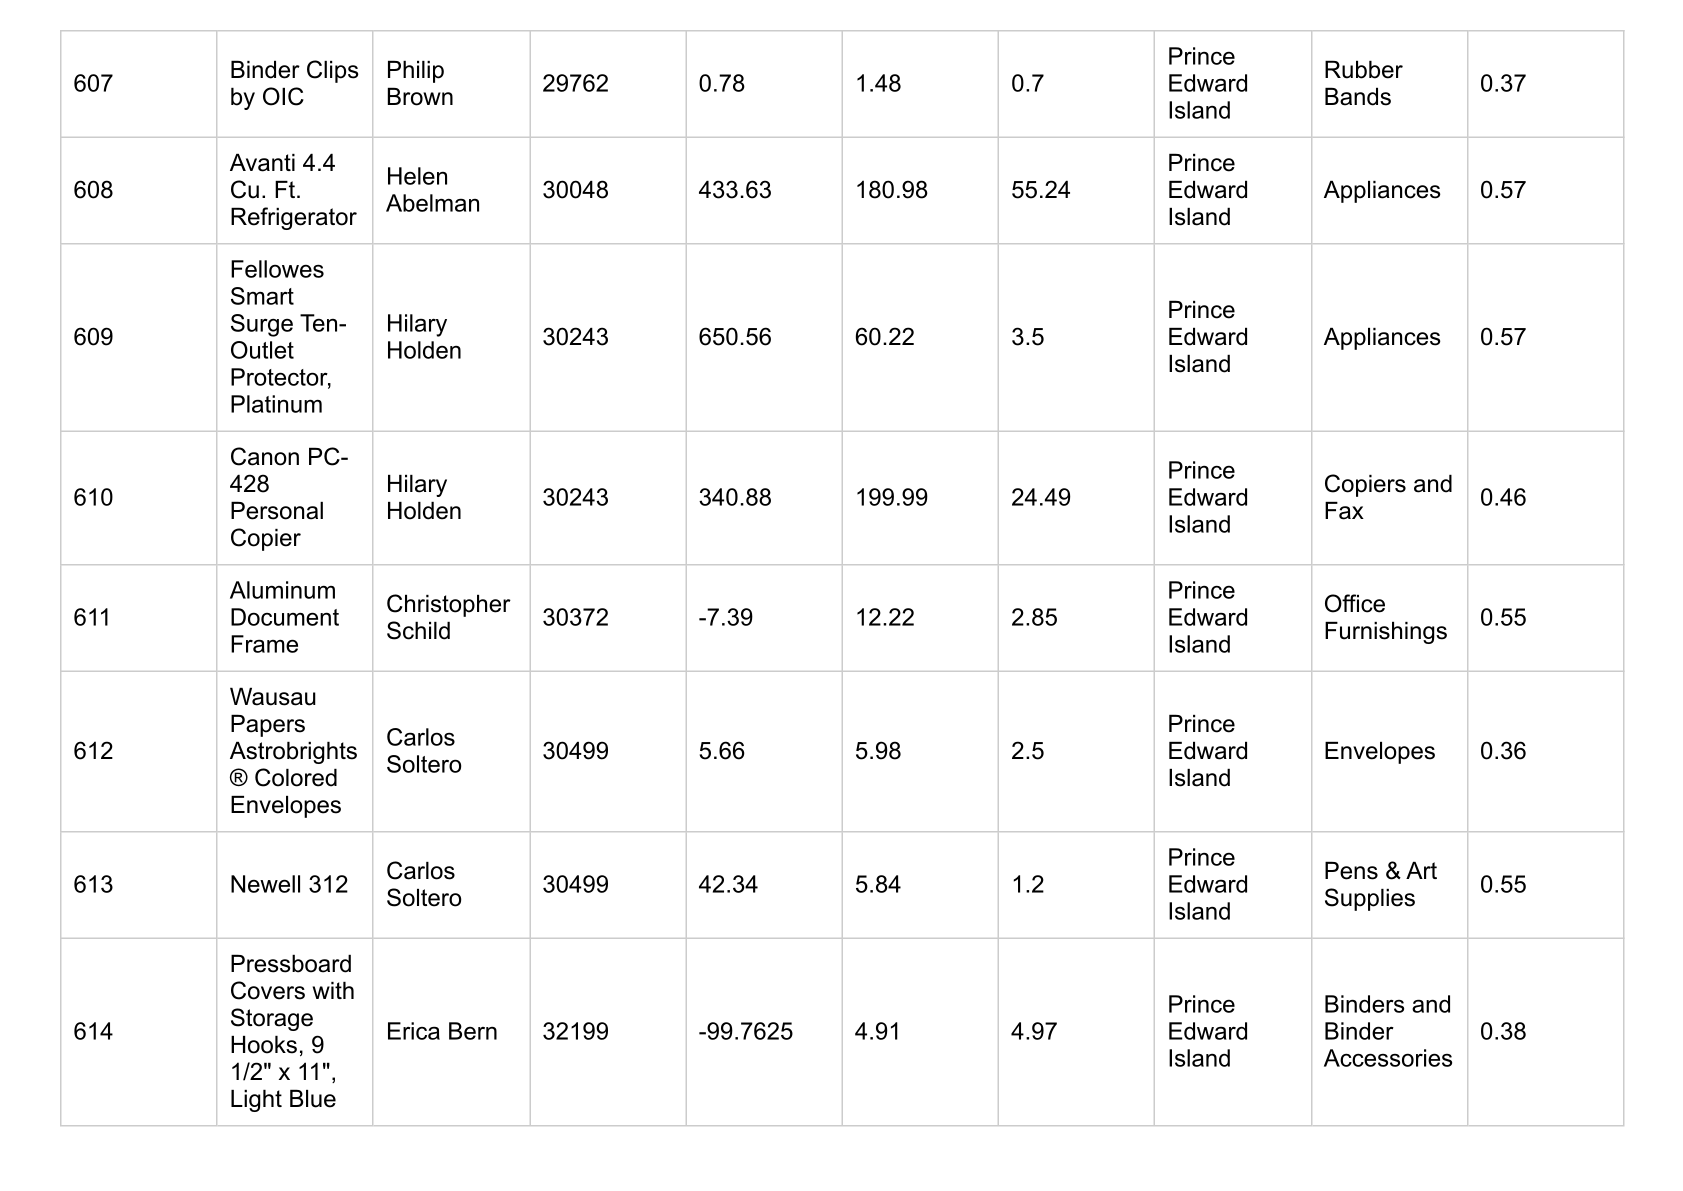 607
Binder Clips
by OIC
Philip
Brown
29762
0.78
1.48
0.7
Prince
Edward
Island
Rubber
Bands
0.37
608
Avanti 4.4
Cu. Ft.
Refrigerator
Helen
Abelman
30048
433.63
180.98
55.24
Prince
Edward
Island
Appliances
0.57
609
Fellowes
Smart
Surge Ten-
Outlet
Protector,
Platinum
Hilary
Holden
30243
650.56
60.22
3.5
Prince
Edward
Island
Appliances
0.57
610
Canon PC-
428
Personal
Copier
Hilary
Holden
30243
340.88
199.99
24.49
Prince
Edward
Island
Copiers and
Fax
0.46
611
Aluminum
Document
Frame
Christopher
Schild
30372
-7.39
12.22
2.85
Prince
Edward
Island
Office
Furnishings
0.55
612
Wausau
Papers
Astrobrights
® Colored
Envelopes
Carlos
Soltero
30499
5.66
5.98
2.5
Prince
Edward
Island
Envelopes
0.36
613
Newell 312
Carlos
Soltero
30499
42.34
5.84
1.2
Prince
Edward
Island
Pens & Art
Supplies
0.55
614
Pressboard
Covers with
Storage
Hooks, 9
1/2" x 11",
Light Blue
Erica Bern
32199
-99.7625
4.91
4.97
Prince
Edward
Island
Binders and
Binder
Accessories
0.38